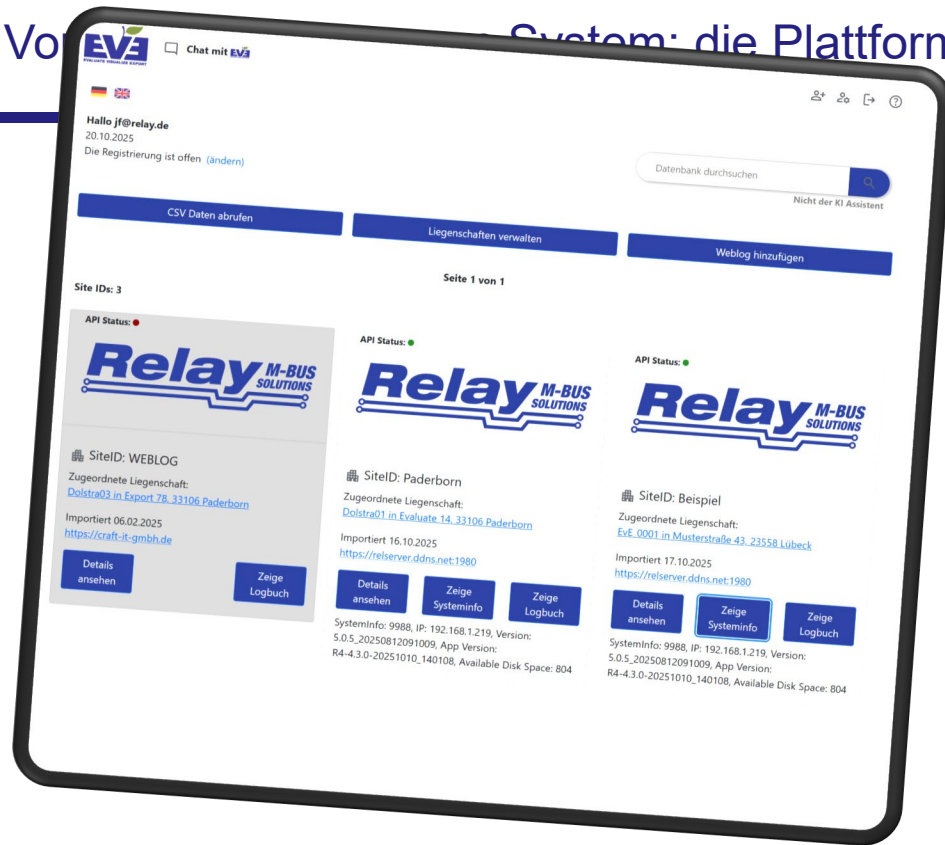 System: die Plattform
EVE
EVALUATE VISUALIZE EXPORT
Chat mit EVE
Hallo jf@relay.de
20.10.2025
Die Registrierung ist offen (ändern)
Datenbank durchsuchen
Nicht der KI Assistent
CSV Daten abrufen
Liegenschaften verwalten
Weblog hinzufügen
Seite 1 von 1
Site IDs: 3
API Status:
Relay M-BUS
SOLUTIONS
SiteID: WEBLOG
Zugeordnete Liegenschaft:
Dolstra03 in Export 78, 33106 Paderborn
Importiert 06.02.2025
https://craft-it-gmbh.de
Details
ansehen
Zeige
Logbuch
API Status:
Relay M-BUS
SOLUTIONS
SiteID: Paderborn
Zugeordnete Liegenschaft:
Dolstra01 in Evaluate 14, 33106 Paderborn
Importiert 16.10.2025
https://relserver.ddns.net:1980
Details
ansehen
Zeige
Systeminfo
Zeige
Logbuch
SystemInfo: 9988, IP: 192.168.1.219, Version:
5.0.5_20250812091009, App Version:
R4-4.3.0-20251010_140108, Available Disk Space: 804
API Status:
Relay M-BUS
SOLUTIONS
SiteID: Beispiel
Zugeordnete Liegenschaft:
EvE_0001 in Musterstraße 43, 23558 Lübeck
Importiert 17.10.2025
https://relserver.ddns.net:1980
Details
ansehen
Zeige
Systeminfo
Zeige
Logbuch
SystemInfo: 9988, IP: 192.168.1.219, Version:
5.0.5_20250812091009, App Version:
R4-4.3.0-20251010_140108, Available Disk Space: 804